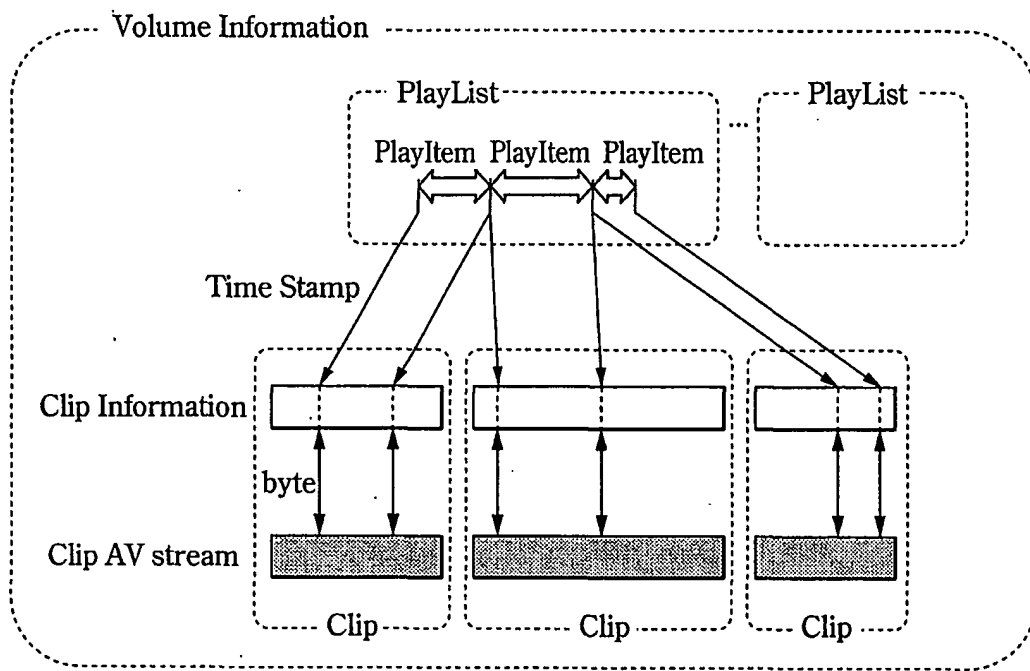 Volume Information
PlayList
PlayList
...
PlayItem PlayItem PlayItem
Time Stamp
Clip Information
byte
Clip AV stream
Clip
Clip
Clip